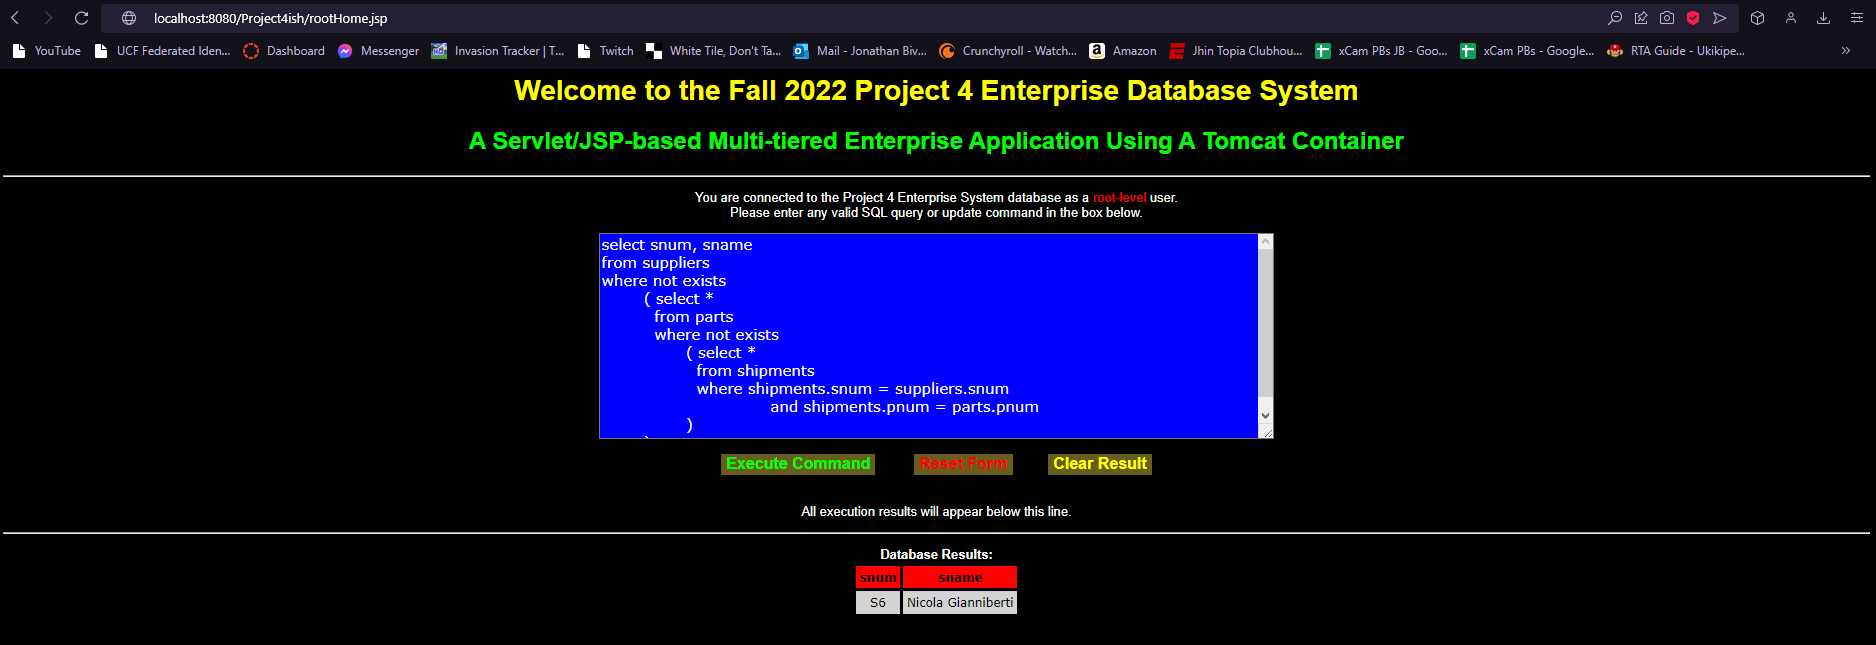 localhost:8080/Project4ish/rootHome.jsp
YouTube UCF Federated Iden... Dashboard Messenger Invasion Tracker | T... Twitch White Tile, Don't Ta... Mail - Jonathan Biv... Crunchyroll - Watch... Amazon Jhin Topia Clubhou... xCam PBs JB - Goo... xCam PBs - Google... RTA Guide - Ukikipe... »
Welcome to the Fall 2022 Project 4 Enterprise Database System
A Servlet/JSP-based Multi-tiered Enterprise Application Using A Tomcat Container
You are connected to the Project 4 Enterprise System database as a root-level user.
Please enter any valid SQL query or update command in the box below.
select snum, sname
from suppliers
where not exists
( select *
from parts
where not exists
( select *
from shipments
where shipments.snum = suppliers.snum
and shipments.pnum = parts.pnum
)
Execute Command Reset Form Clear Result
All execution results will appear below this line.
Database Results:
snum sname
S6 Nicola Gianniberti